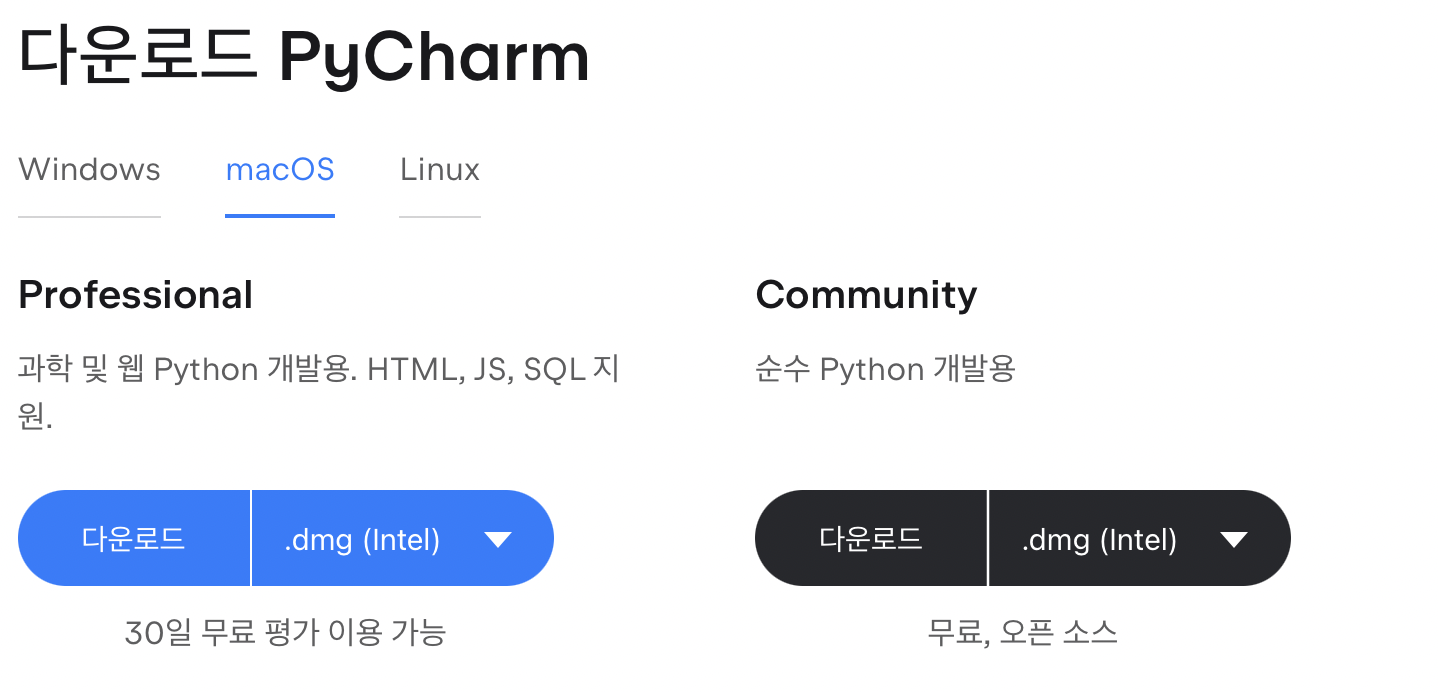 다운로드 PyCharm
Windows macOS Linux
Professional
과학 및 웹 Python 개발용. HTML, JS, SQL 지
원.
다운로드 .dmg (Intel)
30일 무료 평가 이용 가능
Community
순수 Python 개발용
다운로드 .dmg (Intel)
무료, 오픈 소스